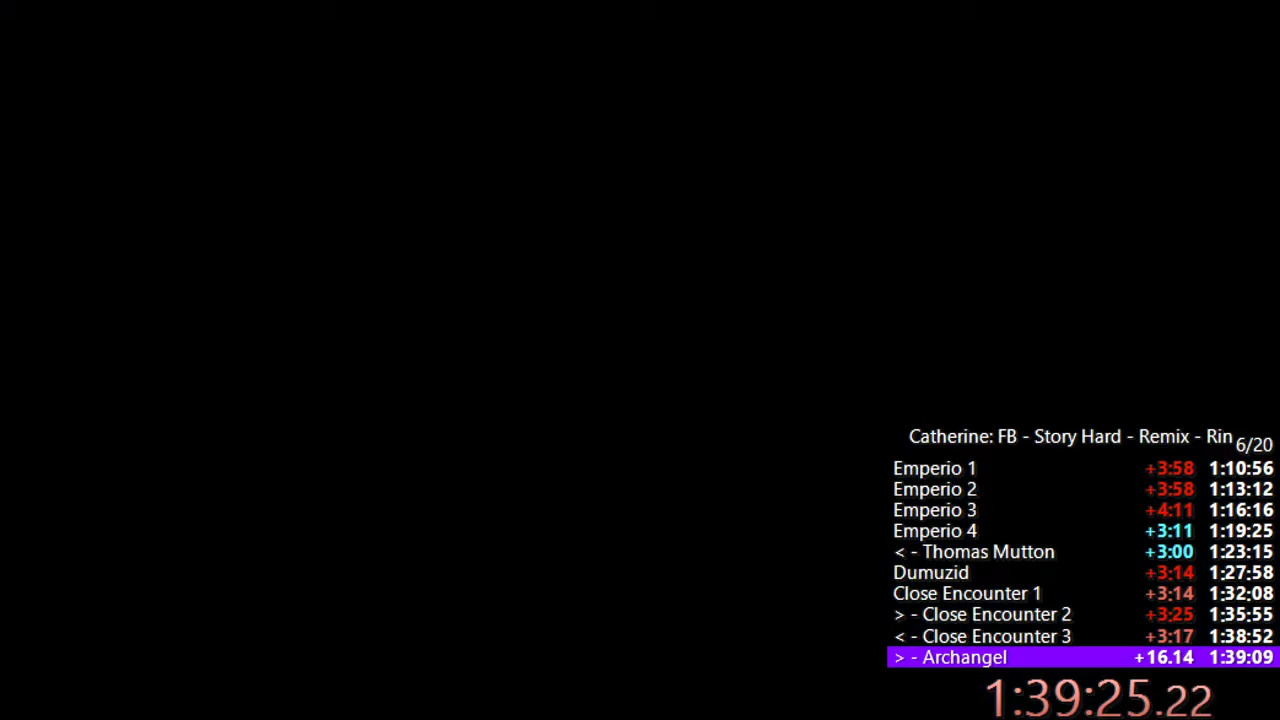 Catherine: FB - Story Hard - Remix - Rin 6/20
Emperio 1 +3:58 1:10:56
Emperio 2 +3:58 1:13:12
Emperio 3 +4:11 1:16:16
Emperio 4 +3:11 1:19:25
< - Thomas Mutton +3:00 1:23:15
Dumuzid +3:14 1:27:58
Close Encounter 1 +3:14 1:32:08
> - Close Encounter 2 +3:25 1:35:55
< - Close Encounter 3 +3:17 1:38:52
> - Archangel +16.14 1:39:09
1:39:25.22